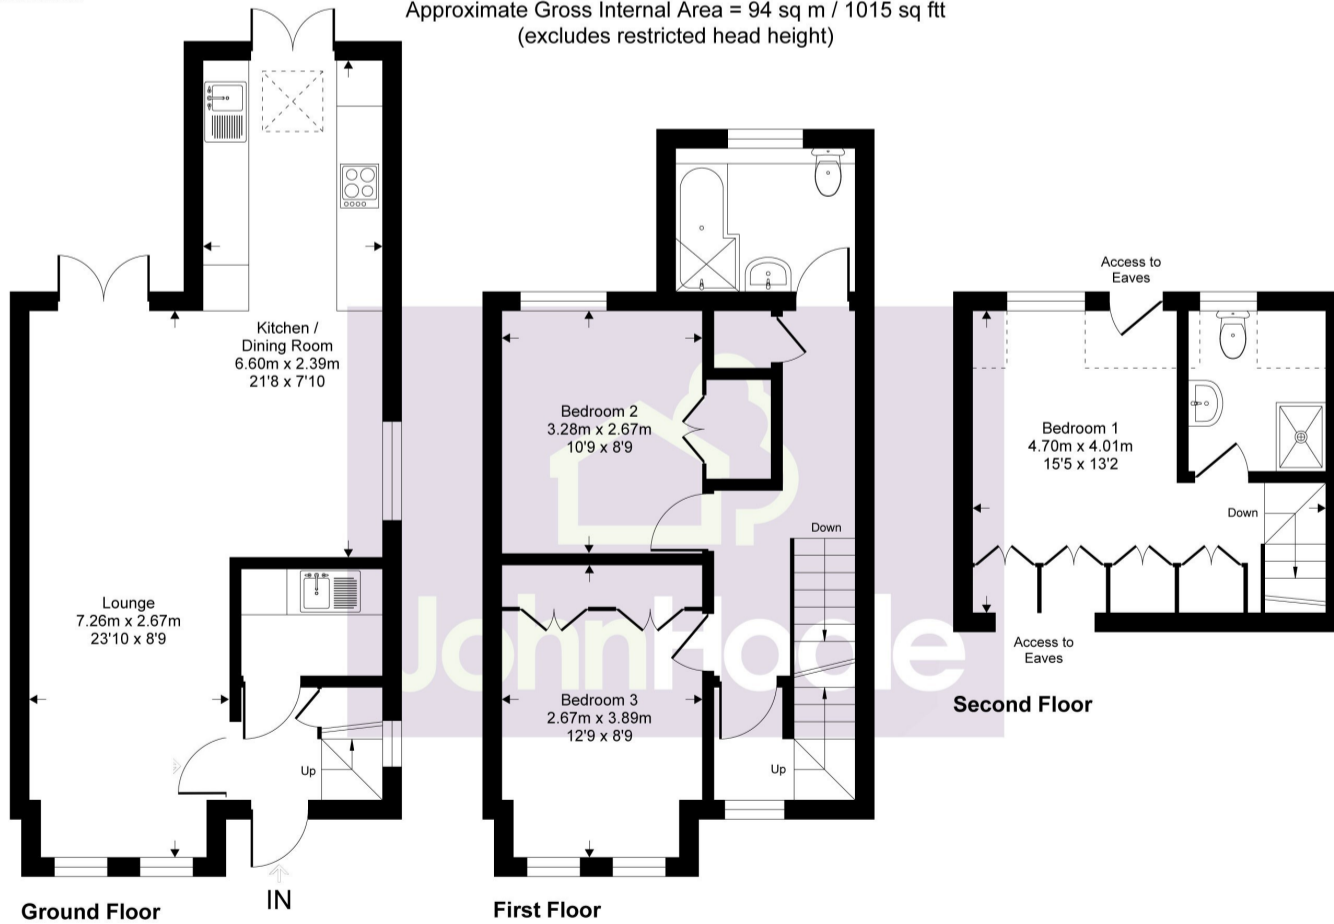 Approximate Gross Internal Area = 94 sq m / 1015 sq ftt
(excludes restricted head height)
Kitchen /
Dining Room
6.60m x 2.39m
21'8 x 7'10
Lounge
7.26m x 2.67m
23'10 x 8'9
Up
IN
Ground Floor
Bedroom 2
3.28m x 2.67m
10'9 x 8'9
Down
Bedroom 3
2.67m x 3.89m
12'9 x 8'9
Up
First Floor
Access to
Eaves
Bedroom 1
4.70m x 4.01m
15'5 x 13'2
Down
Access to
Eaves
Second Floor
JohnHoole